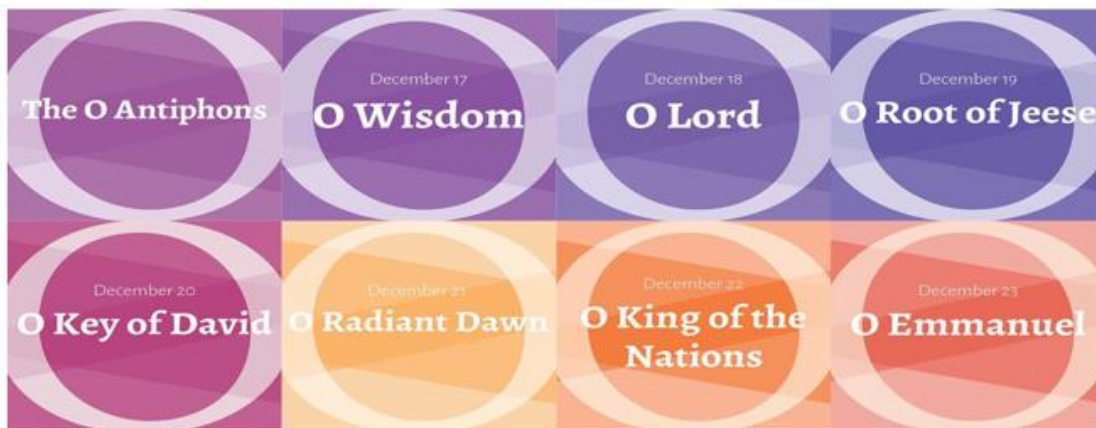 The O Antiphons
December 17
O Wisdom
December 18
O Lord
December 19
O Root of Jeese
December 20
O Key of David
December 21
O Radiant Dawn
December 22
O King of the
Nations
December 23
O Emmanuel